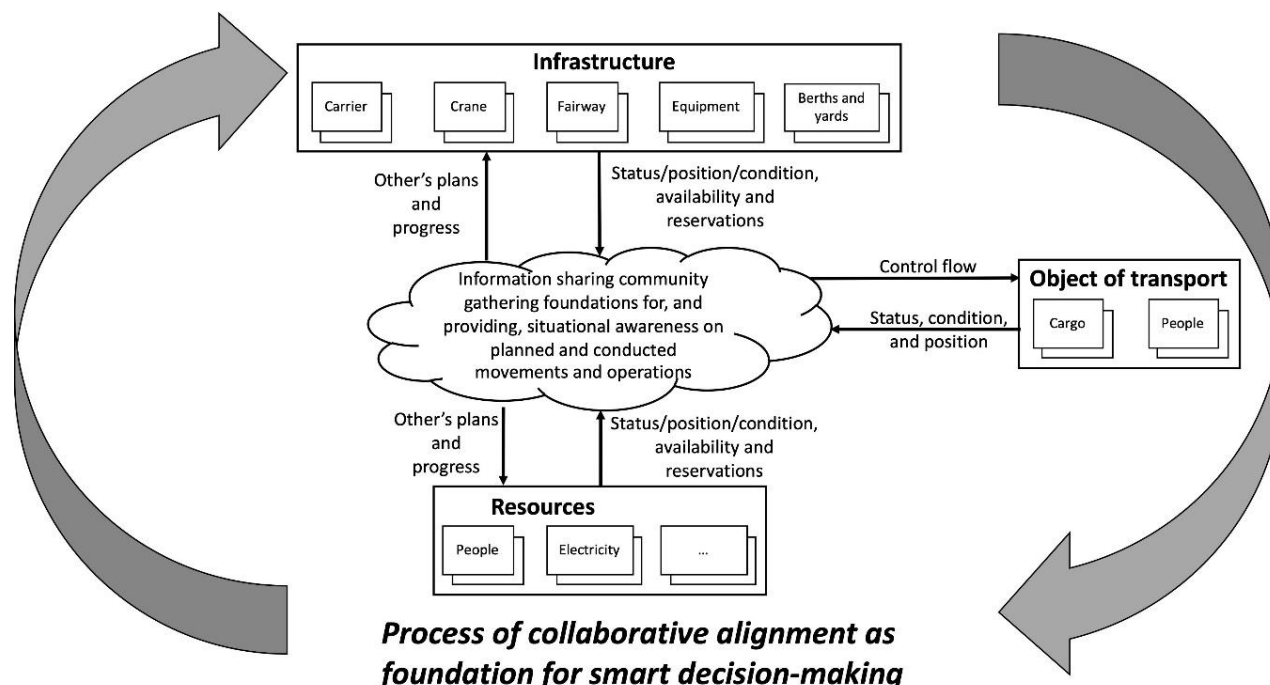 Infrastructure
Carrier
Crane
Fairway
Equipment
Berths and
yards
Other’s plans
and
progress
Status/position/condition,
availability and
reservations
Information sharing community
gathering foundations for, and
providing, situational awareness on
planned and conducted
movements and operations
Control flow
Status, condition,
and position
Object of transport
Cargo
People
Other’s plans
and
progress
Status/position/condition,
availability and
reservations
Resources
People
Electricity
...
Process of collaborative alignment as
foundation for smart decision-making